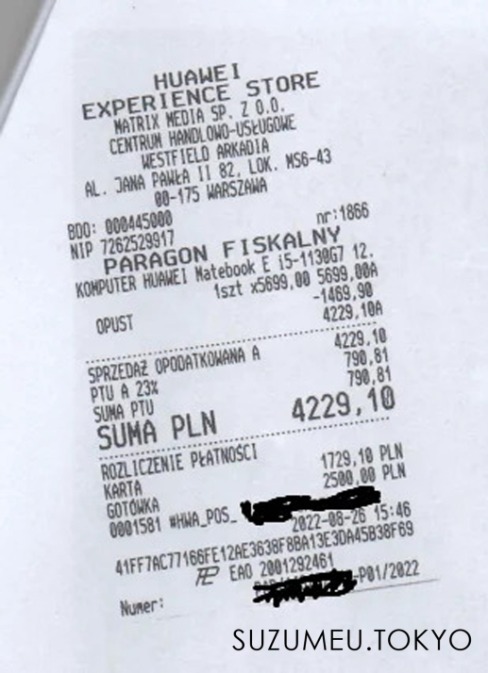 HUAWEI
EXPERIENCE STORE
MATRIX MEDIA SP. Z O.O.
CENTRUM HANDLOWO-USŁUGOWE
WESTFIELD ARKADIA
AL. JANA PAWŁA II 82, LOK. MS6-43
00-175 WARSZAWA
BDO: 000445000
NIP 7262529917 nr:1866
PARAGON FISKALNY
KOMPUTER HUAWEI Matebook E i5-1130G7 12.
1szt x5699,00 5699,00A
OPUST -1469,90
4229,10A
SPRZEDAŻ OPODATKOWANA A 4229,10
PTU A 23% 790,81
SUMA PTU 790,81
SUMA PLN 4229,10
ROZLICZENIE PŁATNOŚCI
KARTA 1729,10 PLN
GOTÓWKA 2500,00 PLN
0001581 #HWA_POS_ 2022-08-26 15:46
41FF7AC77166FE12AE3638F8BA13E3DA45B38F69
EAO 2001292461
Numer: P01/2022
SUZUMEU.TOKYO